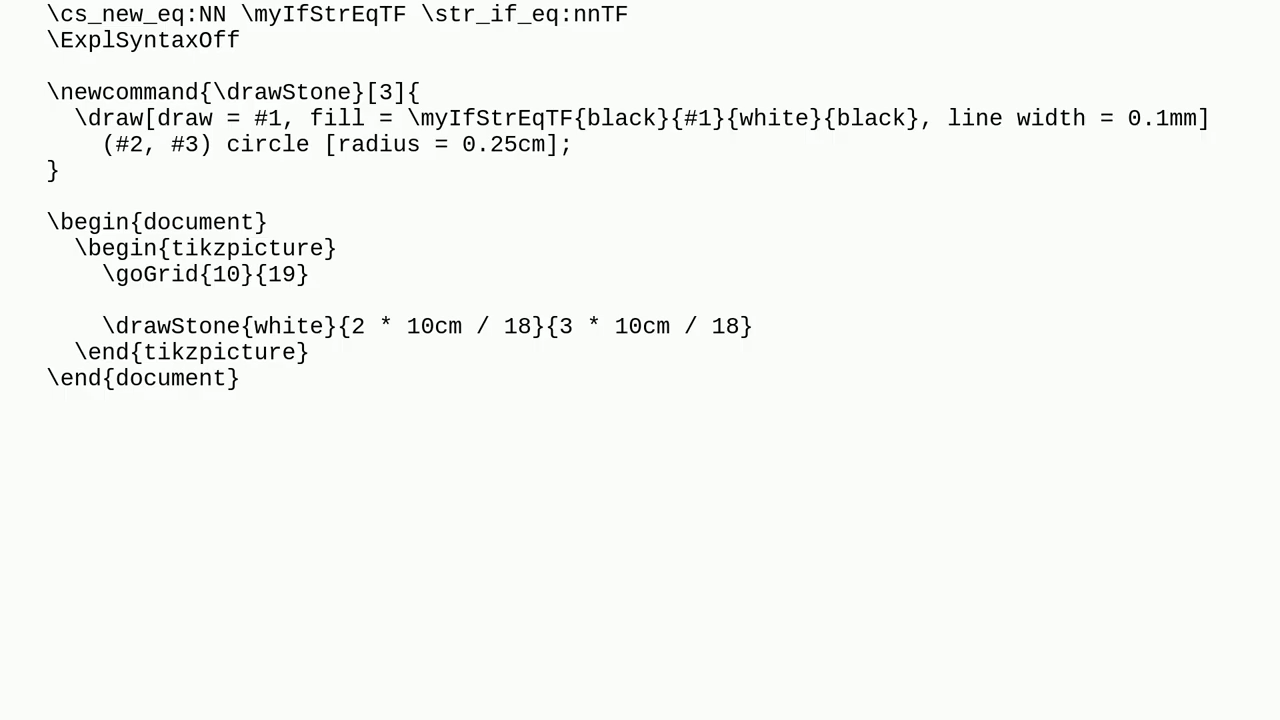 \cs_new_eq:NN \myIfStrEqTF \str_if_eq:nnTF
\ExplSyntaxOff

\newcommand{\drawStone}[3]{
  \draw[draw = #1, fill = \myIfStrEqTF{black}{#1}{white}{black}, line width = 0.1mm]
    (#2, #3) circle [radius = 0.25cm];
}

\begin{document}
  \begin{tikzpicture}
    \goGrid{10}{19}

    \drawStone{white}{2 * 10cm / 18}{3 * 10cm / 18}
  \end{tikzpicture}
\end{document}